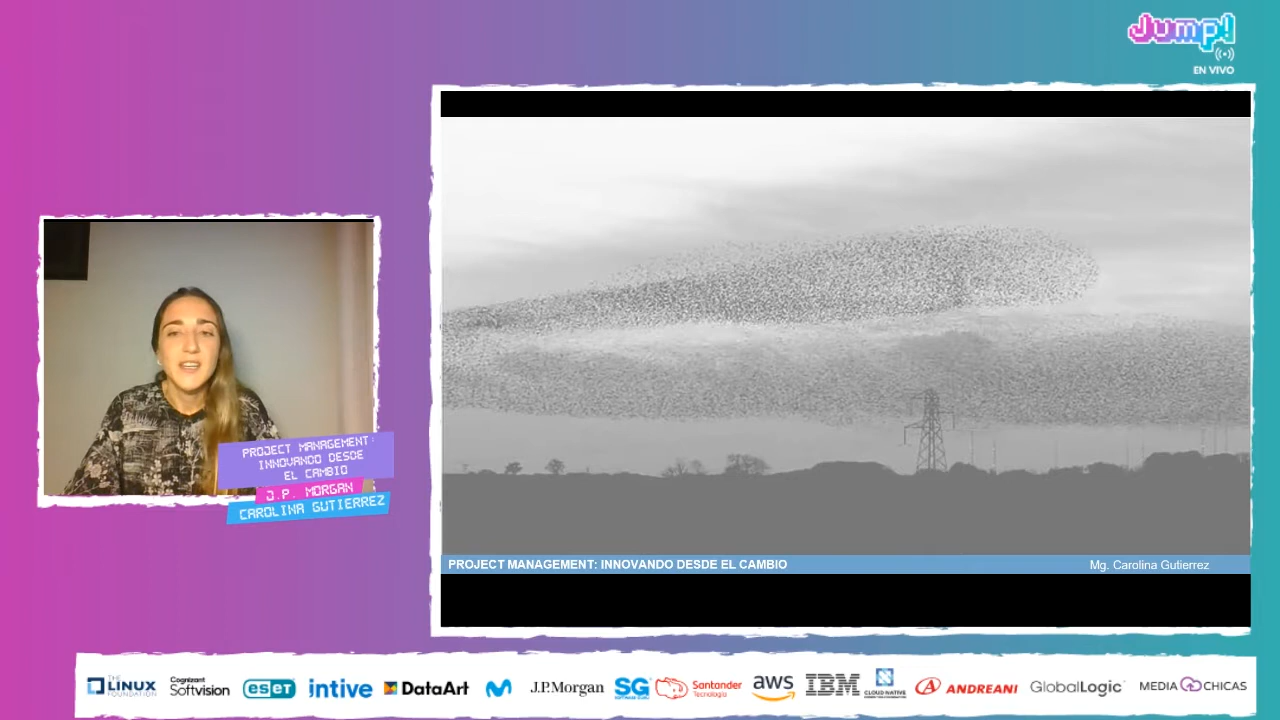 Jump!
EN VIVO
PROJECT MANAGEMENT:
INNOVANDO DESDE
EL CAMBIO
J.P. MORGAN
CAROLINA GUTIERREZ
PROJECT MANAGEMENT: INNOVANDO DESDE EL CAMBIO
Mg. Carolina Gutierrez
THE LINUX FOUNDATION
Cognizant Softvision
eseT
intive
DataArt
J.P.Morgan
SG
Santander Tecnología
aws
IBM
CLOUD NATIVE
ANDREANI
GlobalLogic
MEDIA CHICAS